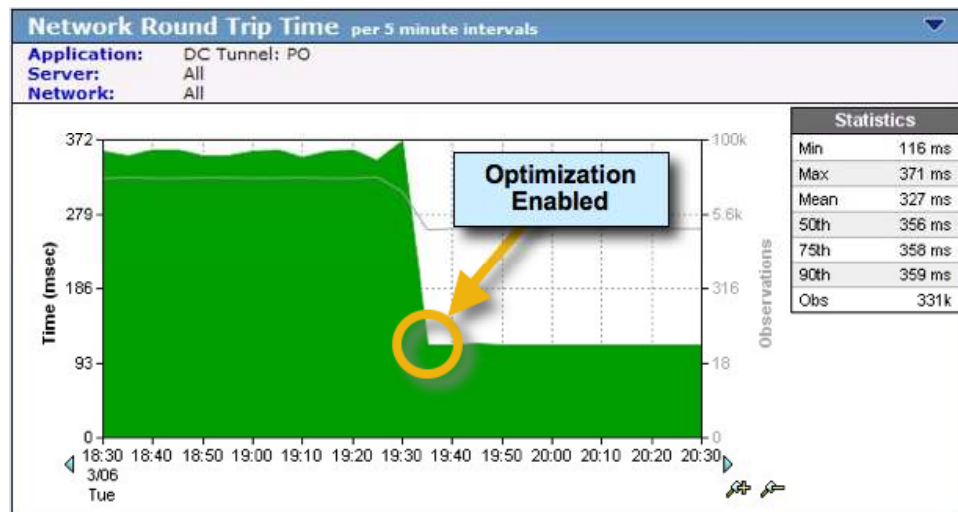 Network Round Trip Time per 5 minute intervals
Application: DC Tunnel: PO
Server: All
Network: All
Statistics
Min 116 ms
Max 371 ms
Mean 327 ms
50th 356 ms
75th 358 ms
90th 359 ms
Obs 331k
Optimization
Enabled
Time (msec)
372
279
186
93
0
100k
5.6k
316
18
0
Observations
18:30 18:40 18:50 19:00 19:10 19:20 19:30 19:40 19:50 20:00 20:10 20:20 20:30
3/06
Tue